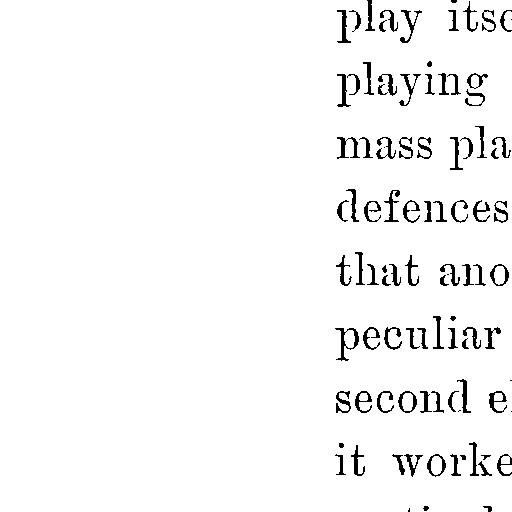 play itse
playing
mass pla
defences
that ano
peculiar
second el
it worke